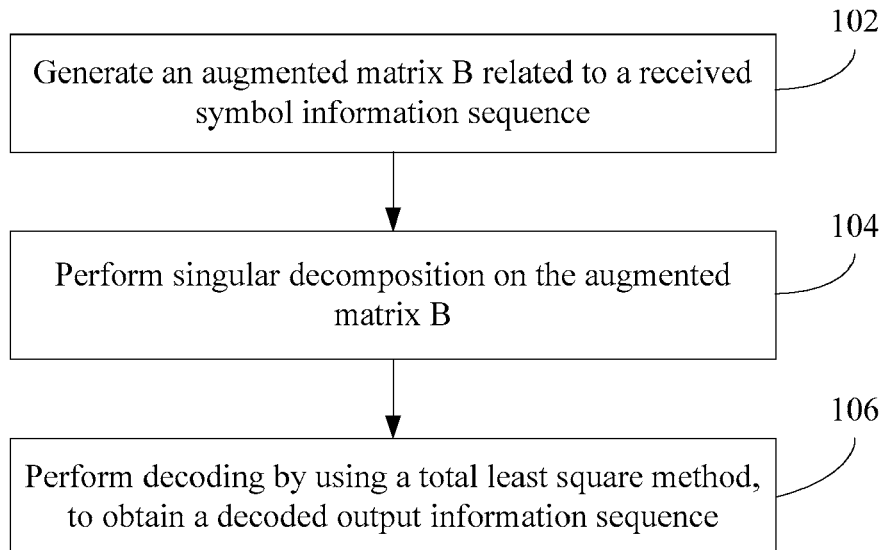 102
Generate an augmented matrix B related to a received
symbol information sequence
104
Perform singular decomposition on the augmented
matrix B
106
Perform decoding by using a total least square method,
to obtain a decoded output information sequence